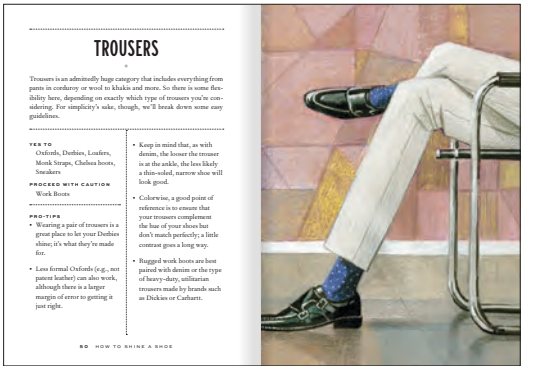 TROUSERS
Trousers is an admittedly huge category that includes everything from
pants in corduroy or wool to khakis and more. So there is some flex-
ibility here, depending on exactly which type of trousers you're con-
sidering. For simplicity's sake, though, we'll break down some easy
guidelines.
YES TO
Oxfords, Derbies, Loafers,
Monk Straps, Chelsea boots,
Sneakers
PROCEED WITH CAUTION
Work Boots
PRO-TIPS
• Wearing a pair of trousers is a
great place to let your Derbies
shine; it's what they're made
for.
• Less formal Oxfords (e.g., not
patent leather) can also work,
although there is a larger
margin of error to getting it
just right.
• Keep in mind that, as with
denim, the looser the trouser
is at the ankle, the less likely
a thin-soled, narrow shoe will
look good.
• Colorwise, a good point of
reference is to ensure that
your trousers complement
the hue of your shoes but
don't match perfectly; a little
contrast goes a long way.
• Rugged work boots are best
paired with denim or the type
of heavy-duty, utilitarian
trousers made by brands such
as Dickies or Carhartt.
50 HOW TO SHINE A SHOE